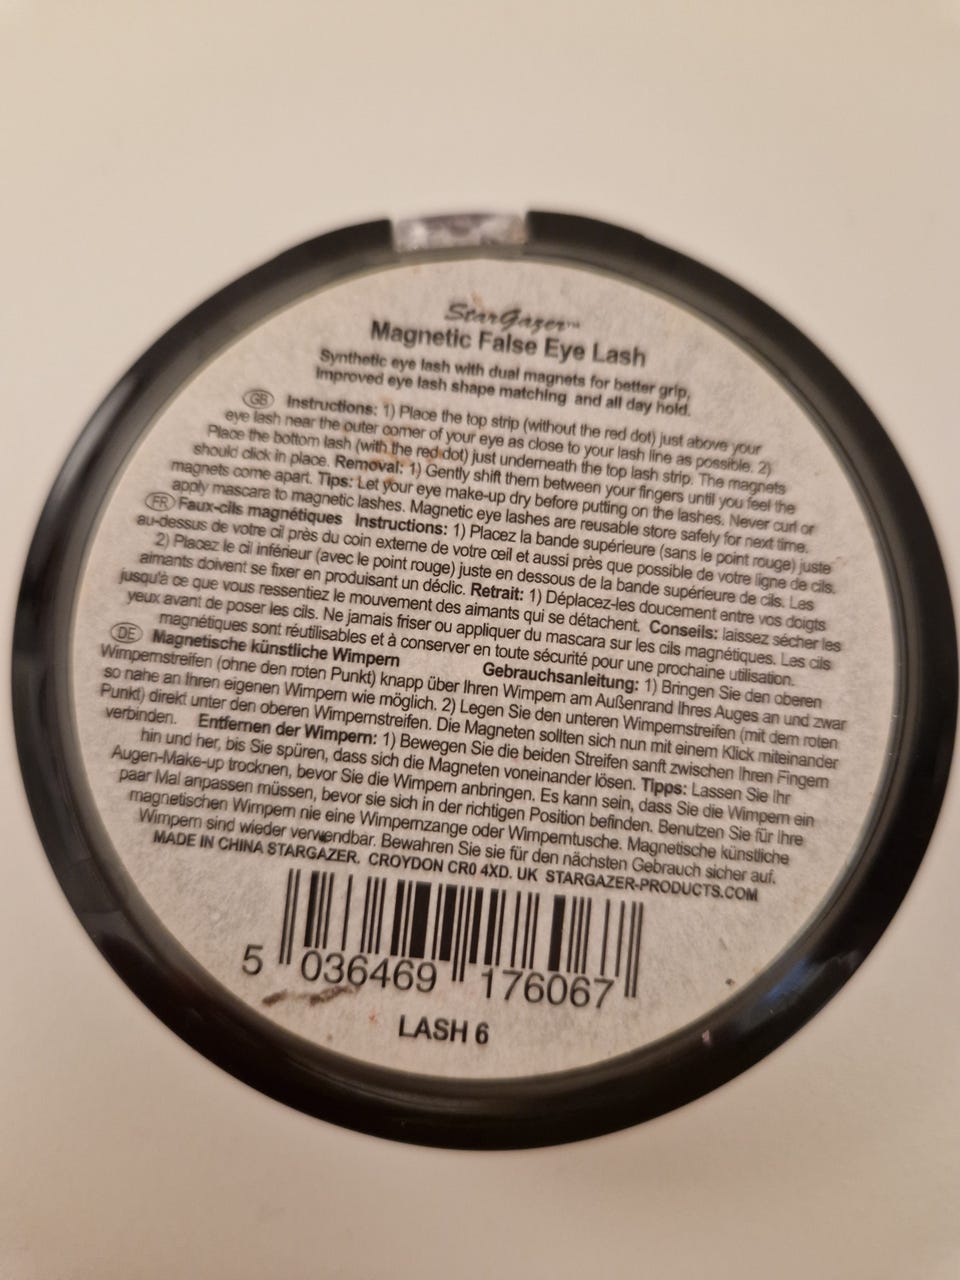 StarGazer™
Magnetic False Eye Lash
Synthetic eye lash with dual magnets for better grip,
Improved eye lash shape matching and all day hold.
GB Instructions: 1) Place the top strip (without the red dot) just above your
eye lash near the outer corner of your eye as close to your lash line as possible. 2)
Place the bottom lash (with the red dot) just underneath the top lash strip. The magnets
should click in place. Removal: 1) Gently shift them between your fingers until you feel the
magnets come apart. Tips: Let your eye make-up dry before putting on the lashes. Never curl or
apply mascara to magnetic lashes. Magnetic eye lashes are reusable store safely for next time.
FR Faux-cils magnétiques Instructions: 1) Placez la bande supérieure (sans le point rouge) juste
au-dessus de votre cil près du coin externe de votre œil et aussi près que possible de votre ligne de cils.
2) Placez le cil inférieur (avec le point rouge) juste en dessous de la bande supérieure de cils. Les
aimants doivent se fixer en produisant un déclic. Retrait: 1) Déplacez-les doucement entre vos doigts
jusqu'à ce que vous ressentiez le mouvement des aimants qui se détachent. Conseils: laissez sécher les
yeux avant de poser les cils. Ne jamais friser ou appliquer du mascara sur les cils magnétiques. Les cils
magnétiques sont réutilisables et à conserver en toute sécurité pour une prochaine utilisation.
DE Magnetische künstliche Wimpern Gebrauchsanleitung: 1) Bringen Sie den oberen
Wimpernstreifen (ohne den roten Punkt) knapp über Ihren Wimpern am Außenrand Ihres Auges an und zwar
so nahe an Ihren eigenen Wimpern wie möglich. 2) Legen Sie den unteren Wimpernstreifen (mit dem roten
Punkt) direkt unter den oberen Wimpernstreifen. Die Magneten sollten sich nun mit einem Klick miteinander
verbinden. Entfernen der Wimpern: 1) Bewegen Sie die beiden Streifen sanft zwischen Ihren Fingern
hin und her, bis Sie spüren, dass sich die Magneten voneinander lösen. Tipps: Lassen Sie Ihr
Augen-Make-up trocknen, bevor Sie die Wimpern anbringen. Es kann sein, dass Sie die Wimpern ein
paar Mal anpassen müssen, bevor sie sich in der richtigen Position befinden. Benutzen Sie für Ihre
magnetischen Wimpern nie eine Wimpernzange oder Wimperntusche. Magnetische künstliche
Wimpern sind wieder verwendbar. Bewahren Sie sie für den nächsten Gebrauch sicher auf.
MADE IN CHINA STARGAZER. CROYDON CR0 4XD. UK STARGAZER-PRODUCTS.COM
5 036469 176067
LASH 6